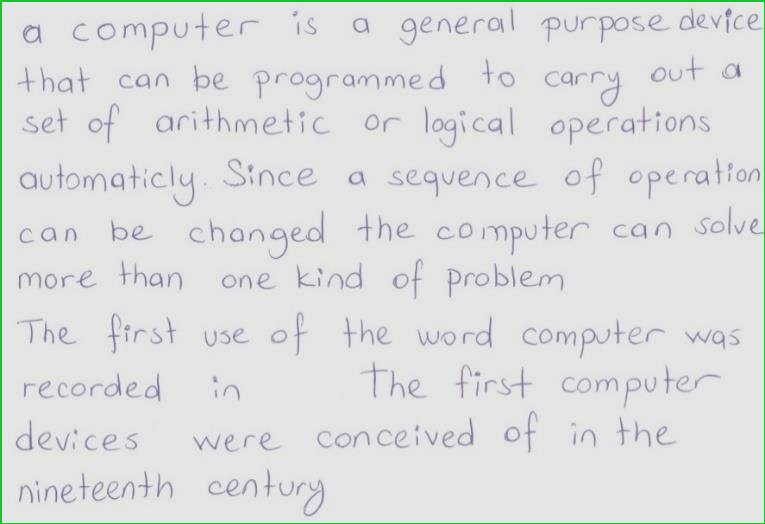 a computer is a general purpose device
that can be programmed to carry out a
set of arithmetic or logical operations
automaticly. Since a sequence of operation
can be changed the computer can solve
more than one kind of problem
The first use of the word computer was
recorded in The first computer
devices were conceived of in the
nineteenth century